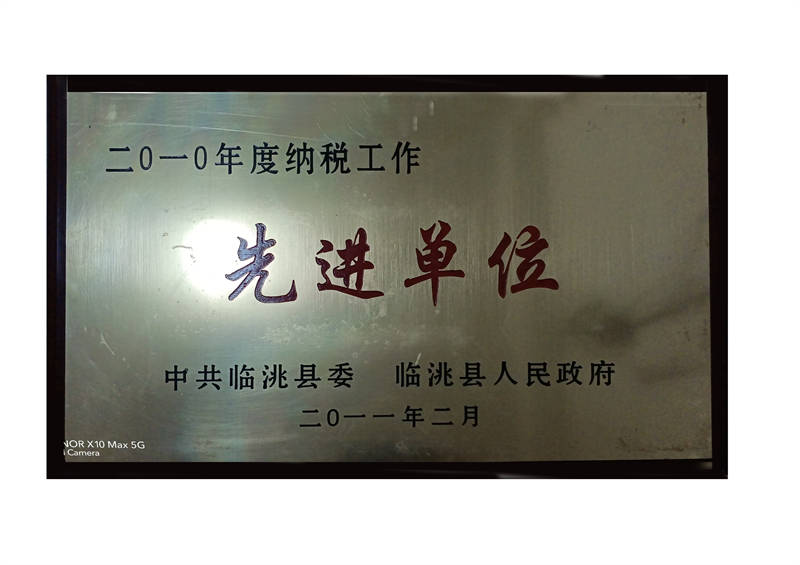 二0一0年度纳税工作
先进单位
中共临洮县委 临洮县人民政府
二0一一年二月
NOR X10 Max 5G
Camera